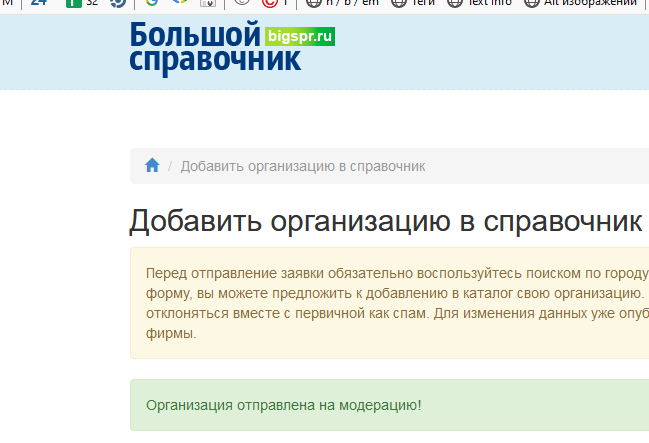 М 24 32 G 1 h / b / em Теги Text info Alt изображений
Большой bigspr.ru
справочник
/ Добавить организацию в справочник
Добавить организацию в справочник
Перед отправление заявки обязательно воспользуйтесь поиском по городу
форму, вы можете предложить к добавлению в каталог свою организацию.
отклоняться вместе с первичной как спам. Для изменения данных уже опуб
фирмы.
Организация отправлена на модерацию!